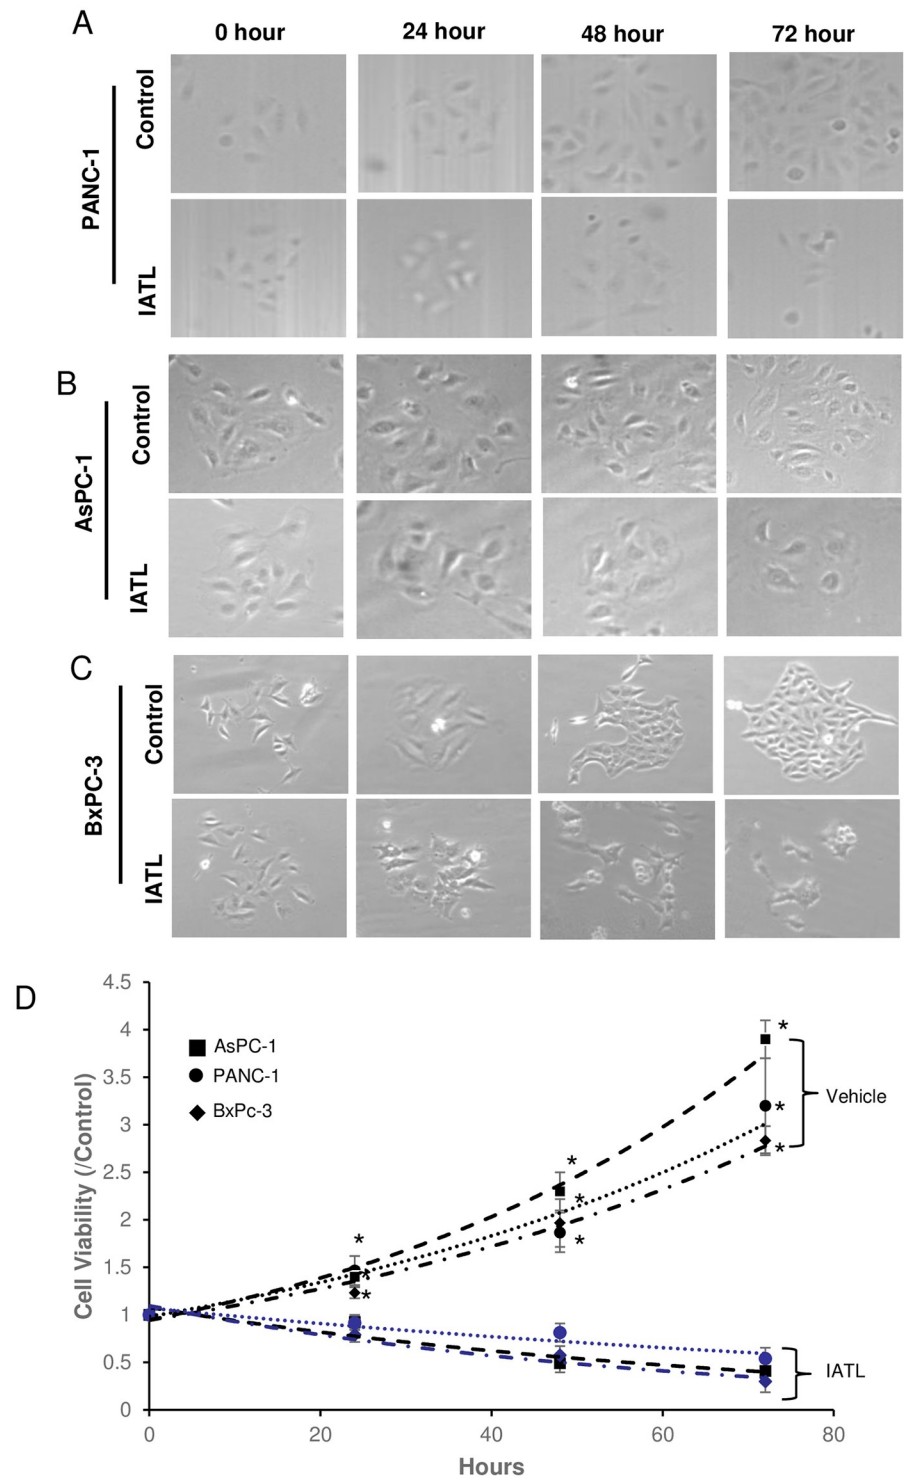 A
0 hour 24 hour 48 hour 72 hour
PANC-1
Control
IATL
B
AsPC-1
Control
IATL
C
BxPC-3
Control
IATL
D
Cell Viability (/Control)
4.5
4
3.5
3
2.5
2
1.5
1
0.5
0
AsPC-1
PANC-1
BxPc-3
* * *
* * *
* *
Vehicle
IATL
0 20 40 60 80
Hours